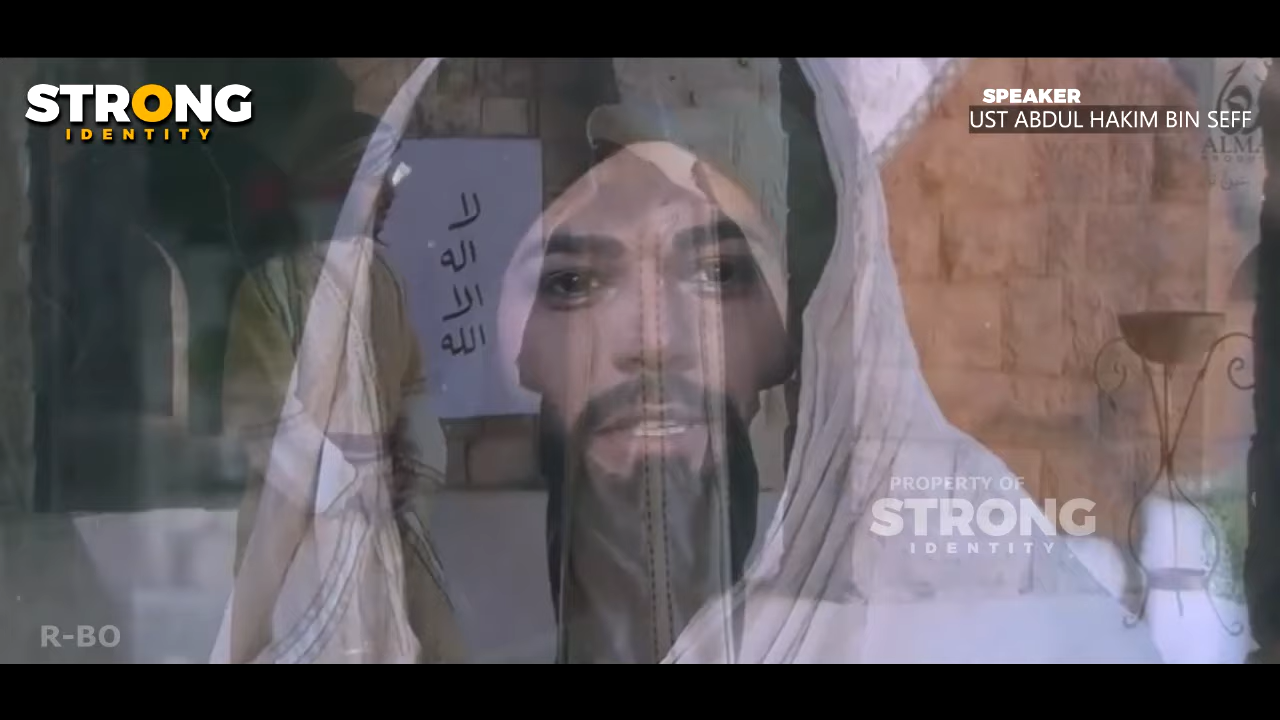 STRONG
IDENTITY
SPEAKER
UST ABDUL HAKIM BIN SEFF
لا
اله
الا
الله
PROPERTY OF
STRONG
IDENTITY
R-BO